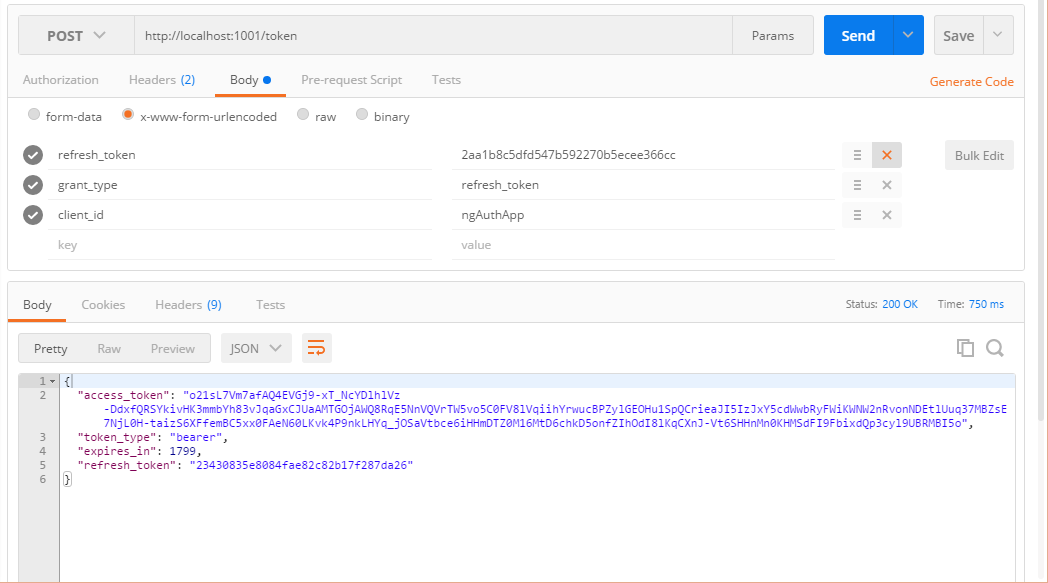 POST http://localhost:1001/token Params Send Save
Authorization Headers (2) Body Pre-request Script Tests Generate Code
form-data x-www-form-urlencoded raw binary
refresh_token 2aa1b8c5dfd547b592270b5ecee366cc Bulk Edit
grant_type refresh_token
client_id ngAuthApp
key value
Body Cookies Headers (9) Tests Status: 200 OK Time: 750 ms
Pretty Raw Preview JSON
1 {
2 "access_token": "o21sL7Vm7afAQ4EVGj9-xT_NcYDlhlVz
-DdxfQRSYkivHK3mmbYh83vJqaGxCJUaAMTGOjAWQ8RqE5NnVQVrTW5vo5C0FV8lVqiihYrwucBPZylGEOHu1SpQCrieaJI5IzJxY5cdWwbRyFWiKWNW2nRvonNDEtlUuq37MBZsE
7NjL0H-taizS6XFfemBC5xx0FAeN60LKvk4P9nkLHYq_jOSaVtbce6iHHmDTZ0M16MtD6chkD5onfZIhOdI8lKqCXnJ-Vt6SHHnMn0KHMSdFI9FbixdQp3cyl9UBRMBI5o",
3 "token_type": "bearer",
4 "expires_in": 1799,
5 "refresh_token": "23430835e8084fae82c82b17f287da26"
6 }